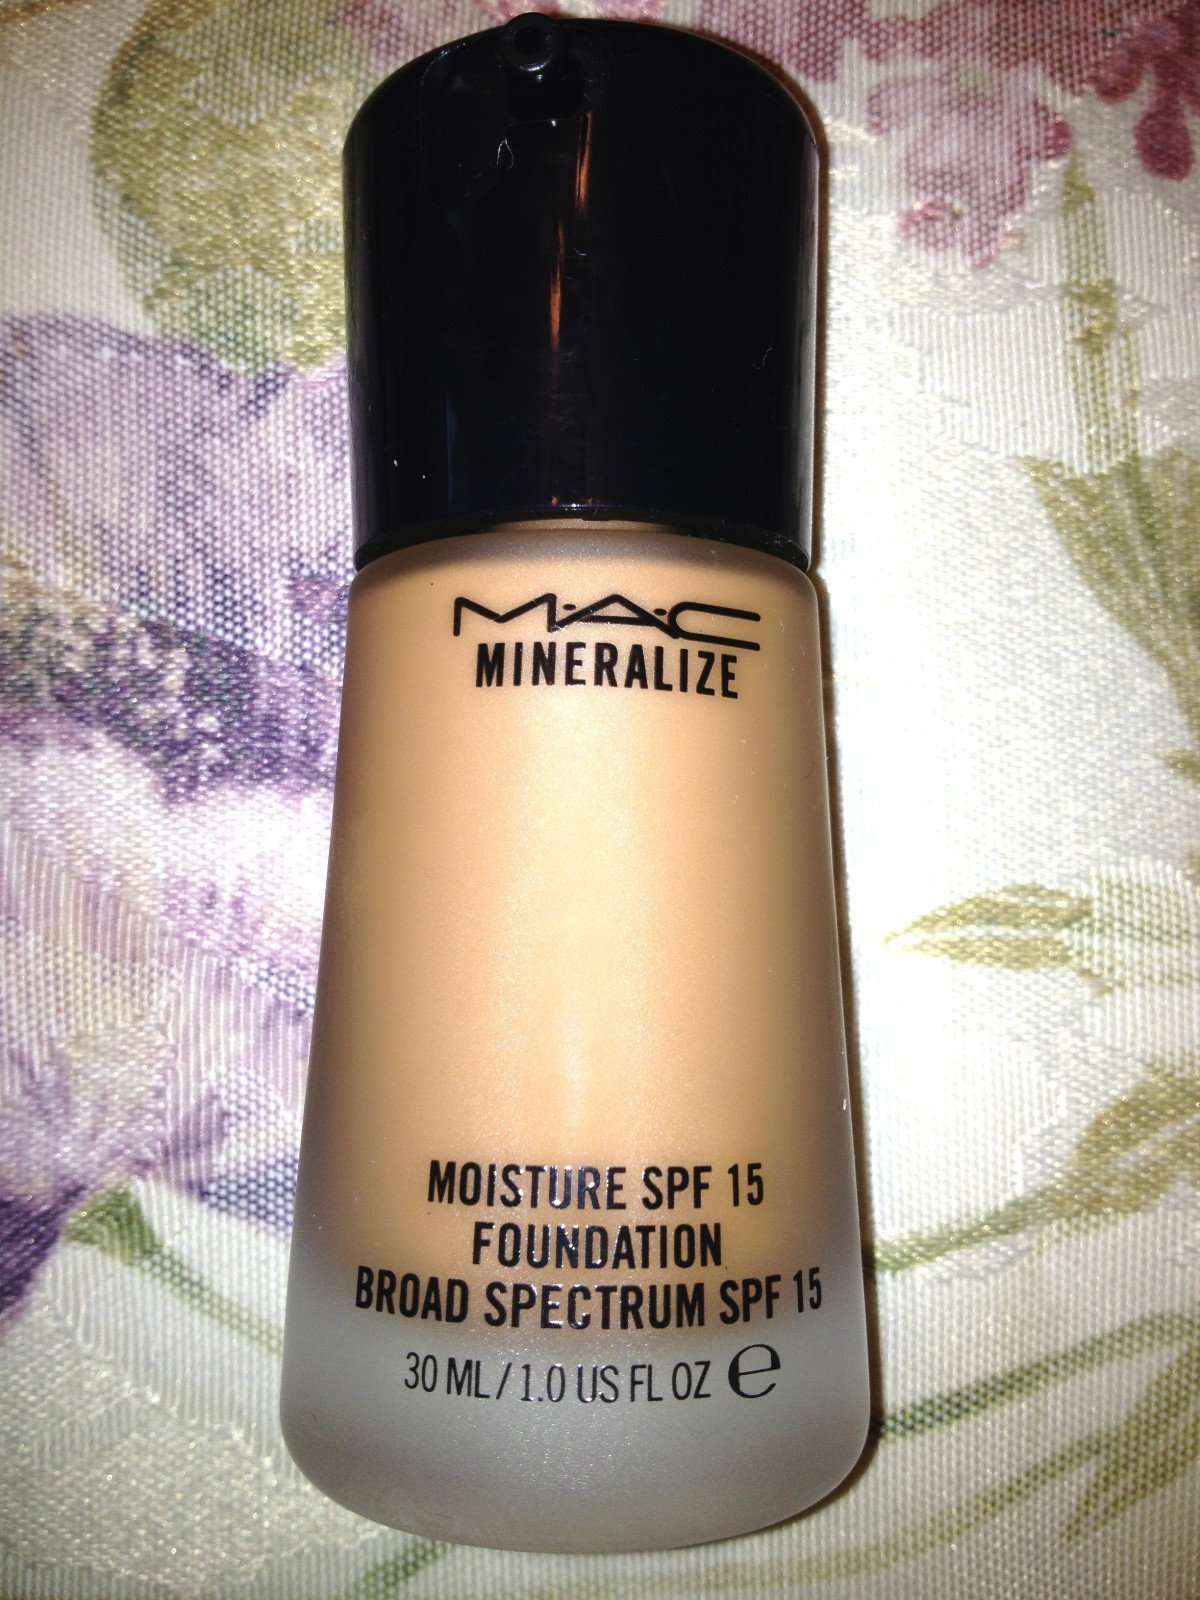 M·A·C
MINERALIZE
MOISTURE SPF 15
FOUNDATION
BROAD SPECTRUM SPF 15
30 ML / 1.0 US FL OZ ℮